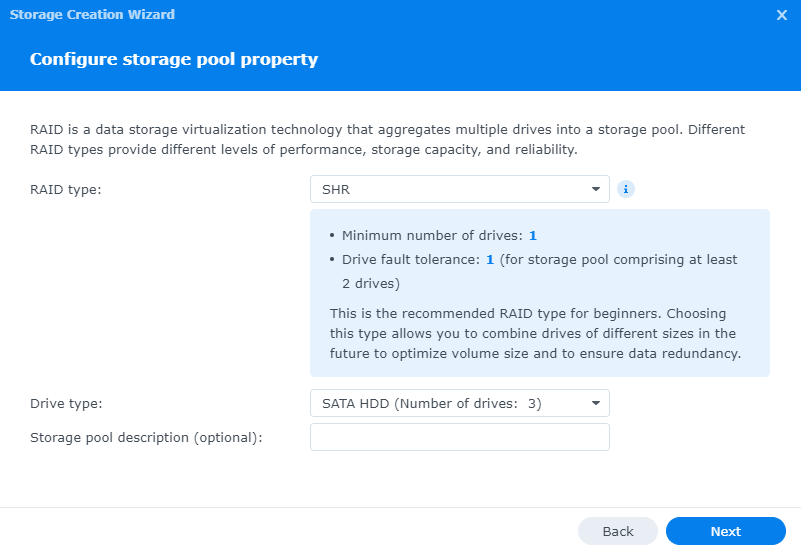 Storage Creation Wizard
Configure storage pool property
RAID is a data storage virtualization technology that aggregates multiple drives into a storage pool. Different
RAID types provide different levels of performance, storage capacity, and reliability.
RAID type:
SHR
• Minimum number of drives: 1
• Drive fault tolerance: 1 (for storage pool comprising at least
2 drives)
This is the recommended RAID type for beginners. Choosing
this type allows you to combine drives of different sizes in the
future to optimize volume size and to ensure data redundancy.
Drive type:
SATA HDD (Number of drives: 3)
Storage pool description (optional):
Back
Next